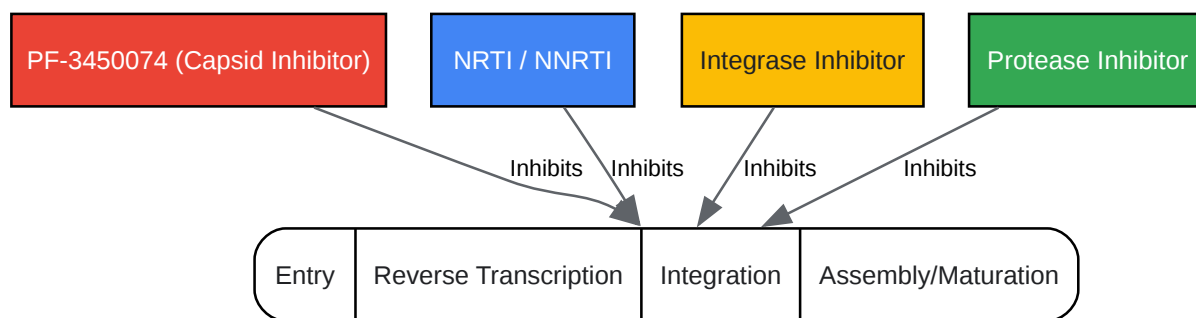 PF-3450074 (Capsid Inhibitor)
NRTI / NNRTI
Integrase Inhibitor
Protease Inhibitor
Inhibits
Inhibits
Inhibits
Inhibits
Entry
Reverse Transcription
Integration
Assembly/Maturation